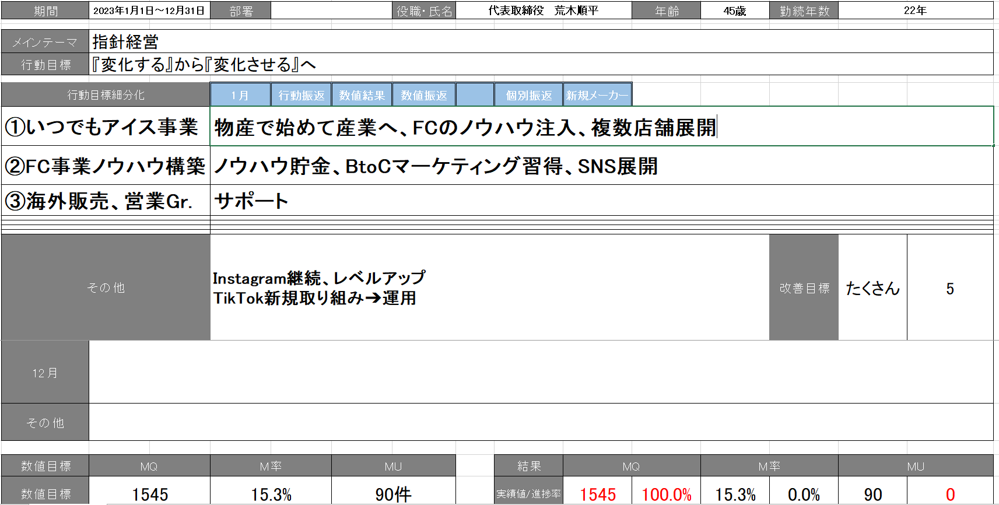 期間 2023年1月1日～12月31日 部署 役職・氏名 代表取締役　荒木順平 年齢 45歳 勤続年数 22年
メインテーマ 指針経営
行動目標 『変化する』から『変化させる』へ
行動目標細分化 1月 行動振返 数値結果 数値振返 個別振返 新規メーカー
①いつでもアイス事業 物産で始めて産業へ、FCのノウハウ注入、複数店舗展開
②FC事業ノウハウ構築 ノウハウ貯金、BtoCマーケティング習得、SNS展開
③海外販売、営業Gr. サポート
その他 Instagram継続、レベルアップ
TikTok新規取り組み➔運用
改善目標 たくさん 5
12月
その他
数値目標 MQ M率 MU 結果 MQ M率 MU
数値目標 1545 15.3% 90件 実績値/進捗率 1545 100.0% 15.3% 0.0% 90 0